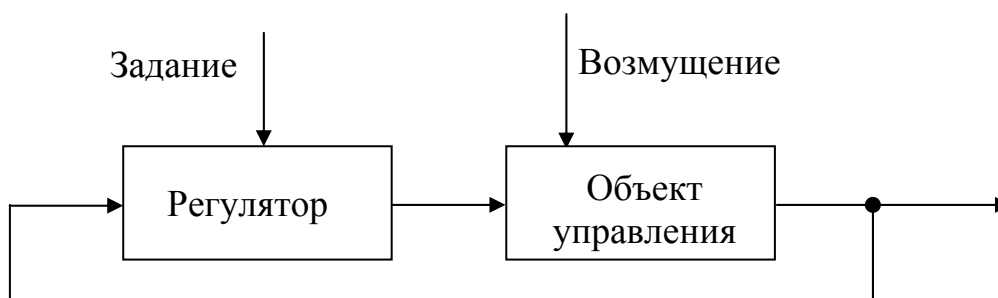 Задание
Возмущение
Регулятор
Объект
управления